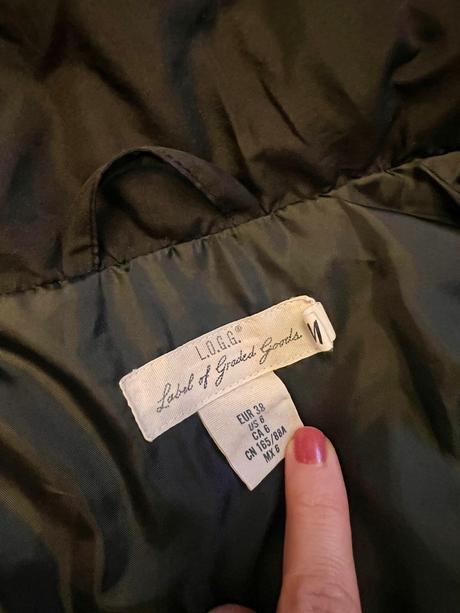 L.O.G.G.®
Label of Graded Goods
EUR 38
US 6
CA 6
CN 165/88A
MX 6